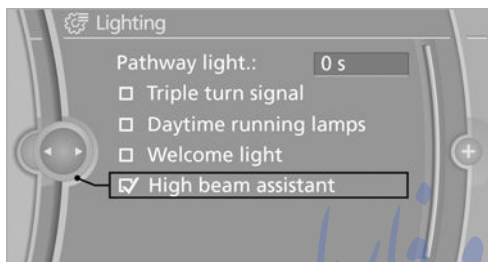 Lighting
Pathway light.: 0 s
Triple turn signal
Daytime running lamps
Welcome light
High beam assistant